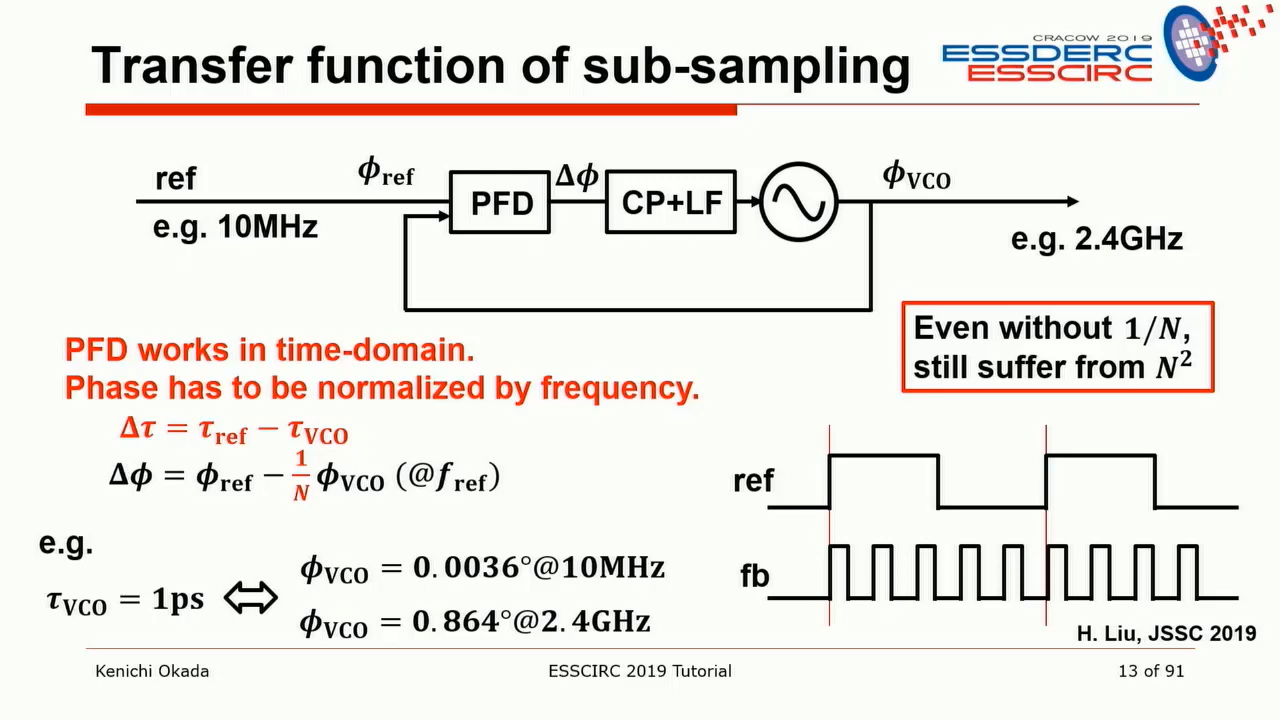 Transfer function of sub-sampling
CRACOW 2019
ESSDERC
ESSCIRC
ref
e.g. 10MHz
ϕref
PFD
Δϕ
CP+LF
ϕVCO
e.g. 2.4GHz
Even without 1/N,
still suffer from N²
PFD works in time-domain.
Phase has to be normalized by frequency.
Δτ = τref − τVCO
Δϕ = ϕref − 1/N ϕVCO (@fref)
e.g.
τVCO = 1ps
ϕVCO = 0.0036°@10MHz
ϕVCO = 0.864°@2.4GHz
ref
fb
H. Liu, JSSC 2019
Kenichi Okada
ESSCIRC 2019 Tutorial
13 of 91